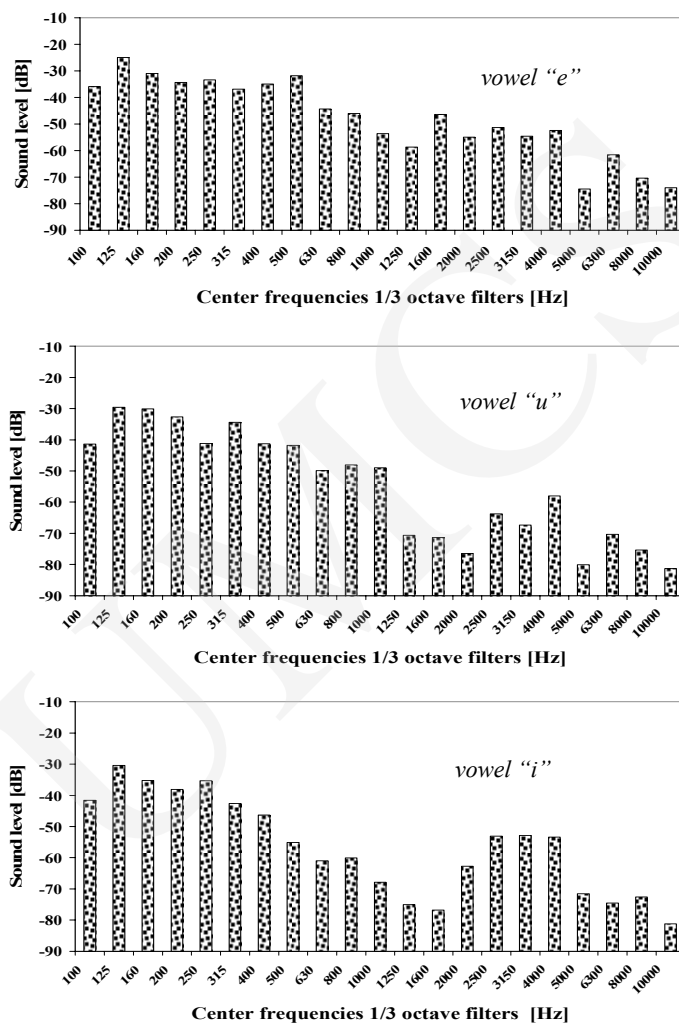 -10
-20
-30
-40
-50
-60
-70
-80
-90
Sound level [dB]
vowel “e”
100 125 160 200 250 315 400 500 630 800 1000 1250 1600 2000 2500 3150 4000 5000 6300 8000 10000
Center frequencies 1/3 octave filters [Hz]
-10
-20
-30
-40
-50
-60
-70
-80
-90
Sound level [dB]
vowel “u”
100 125 160 200 250 315 400 500 630 800 1000 1250 1600 2000 2500 3150 4000 5000 6300 8000 10000
Center frequencies 1/3 octave filters [Hz]
-10
-20
-30
-40
-50
-60
-70
-80
-90
Sound level [dB]
vowel “i”
100 125 160 200 250 315 400 500 630 800 1000 1250 1600 2000 2500 3150 4000 5000 6300 8000 10000
Center frequencies 1/3 octave filters [Hz]
UMCS